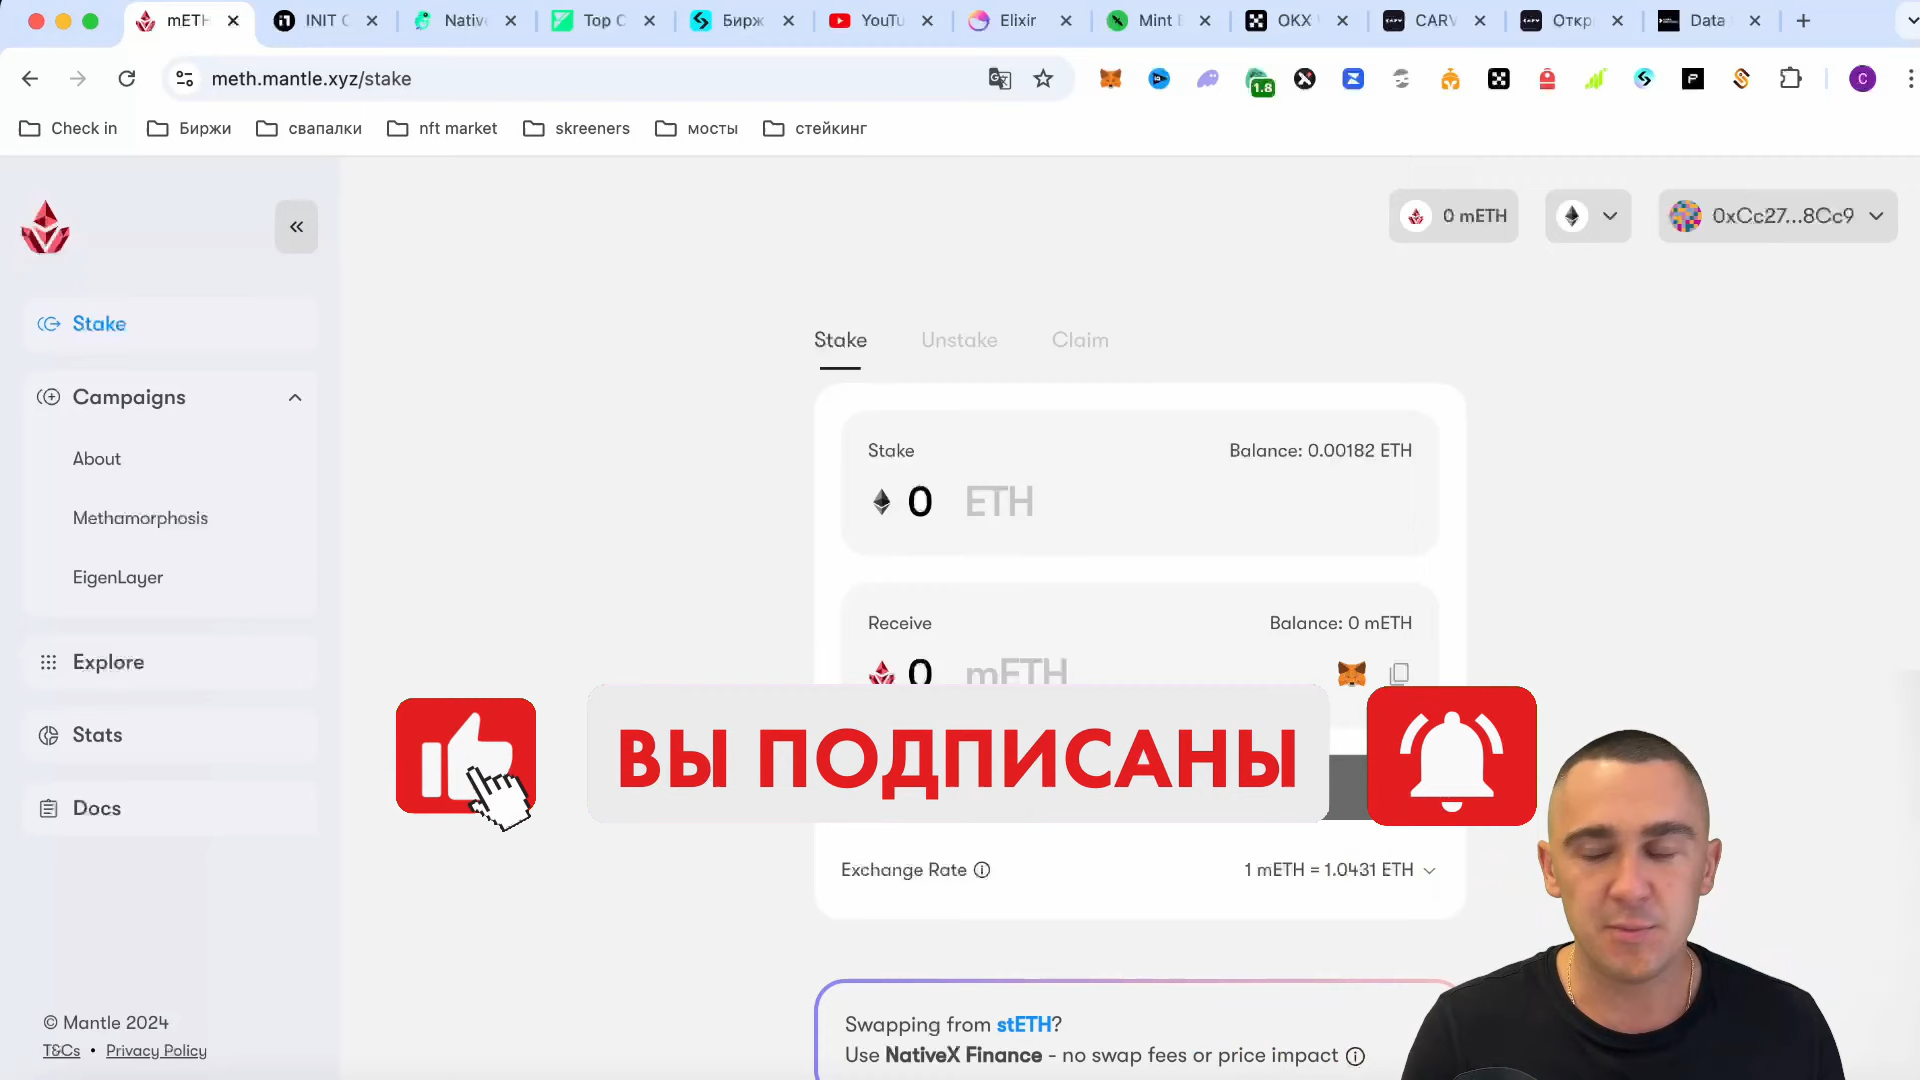 mETH
INIT C
Native
Top C
Бирж
YouTu
Elixir
Mint E
OKX
CARV
Откр
Data
meth.mantle.xyz/stake
1.8
C
Check in
Биржи
свапалки
nft market
skreeners
мосты
стейкинг
0 mETH
0xCc27...8Cc9
Stake
Campaigns
About
Methamorphosis
EigenLayer
Explore
Stats
Docs
© Mantle 2024
T&Cs • Privacy Policy
Stake Unstake Claim
Stake
Balance: 0.00182 ETH
0 ETH
Receive
Balance: 0 mETH
0 mETH
ВЫ ПОДПИСАНЫ
Exchange Rate
1 mETH = 1.0431 ETH
Swapping from stETH?
Use NativeX Finance - no swap fees or price impact